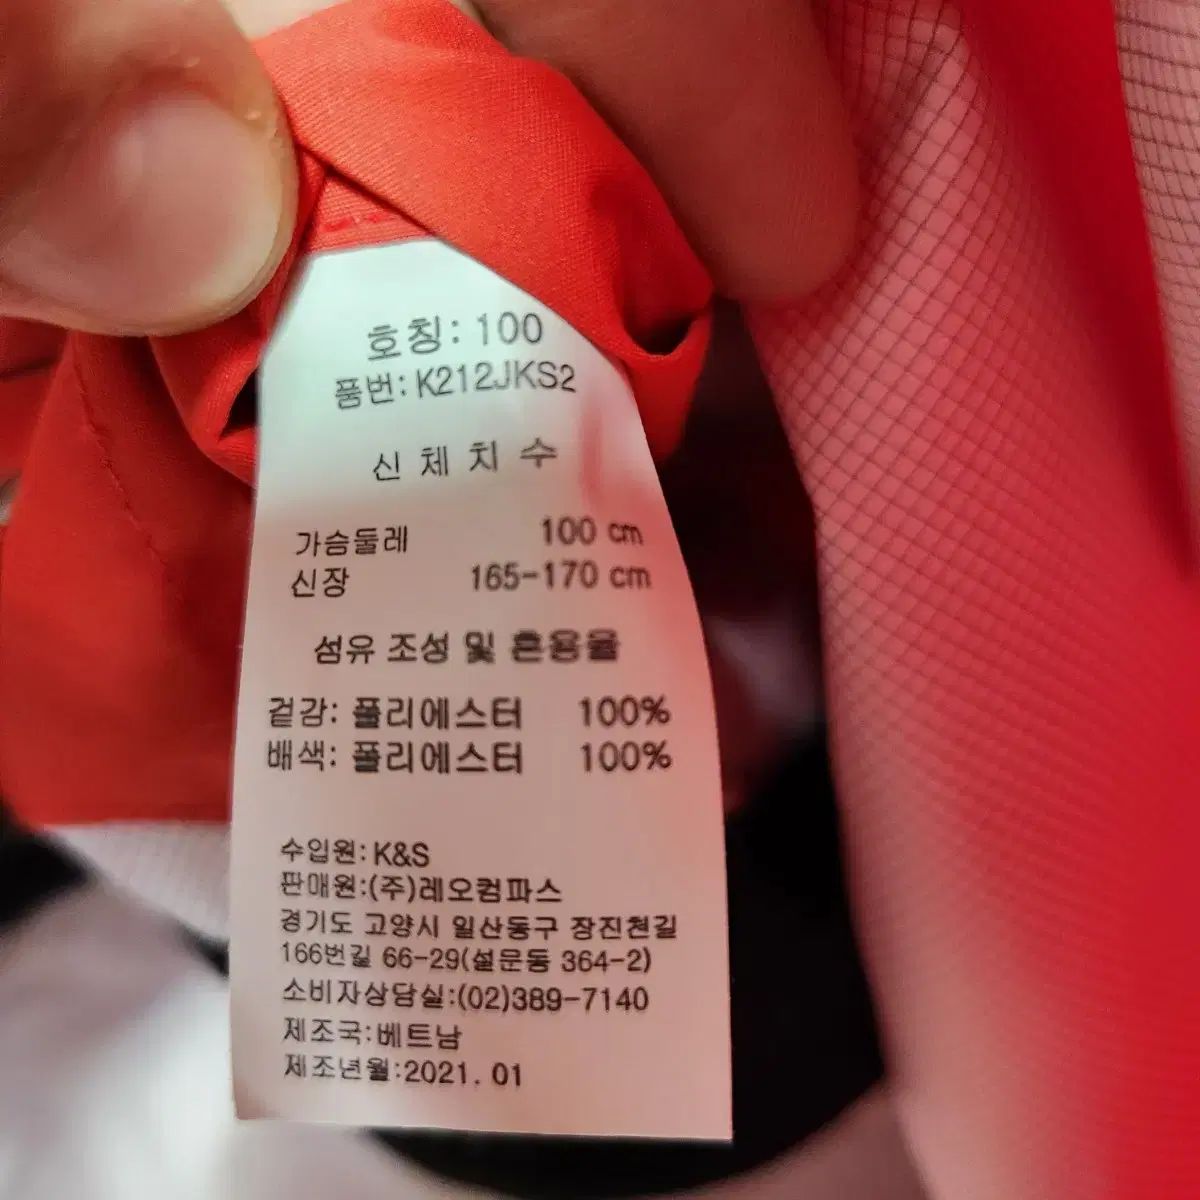 호칭: 100
품번: K212JKS2
신 체 치 수
가슴둘레 100 cm
신장 165-170 cm
섬유 조성 및 혼용율
겉감: 폴리에스터 100%
배색: 폴리에스터 100%
수입원: K&S
판매원:(주)레오컴파스
경기도 고양시 일산동구 장진천길
166번길 66-29(설문동 364-2)
소비자상담실:(02)389-7140
제조국:베트남
제조년월:2021. 01